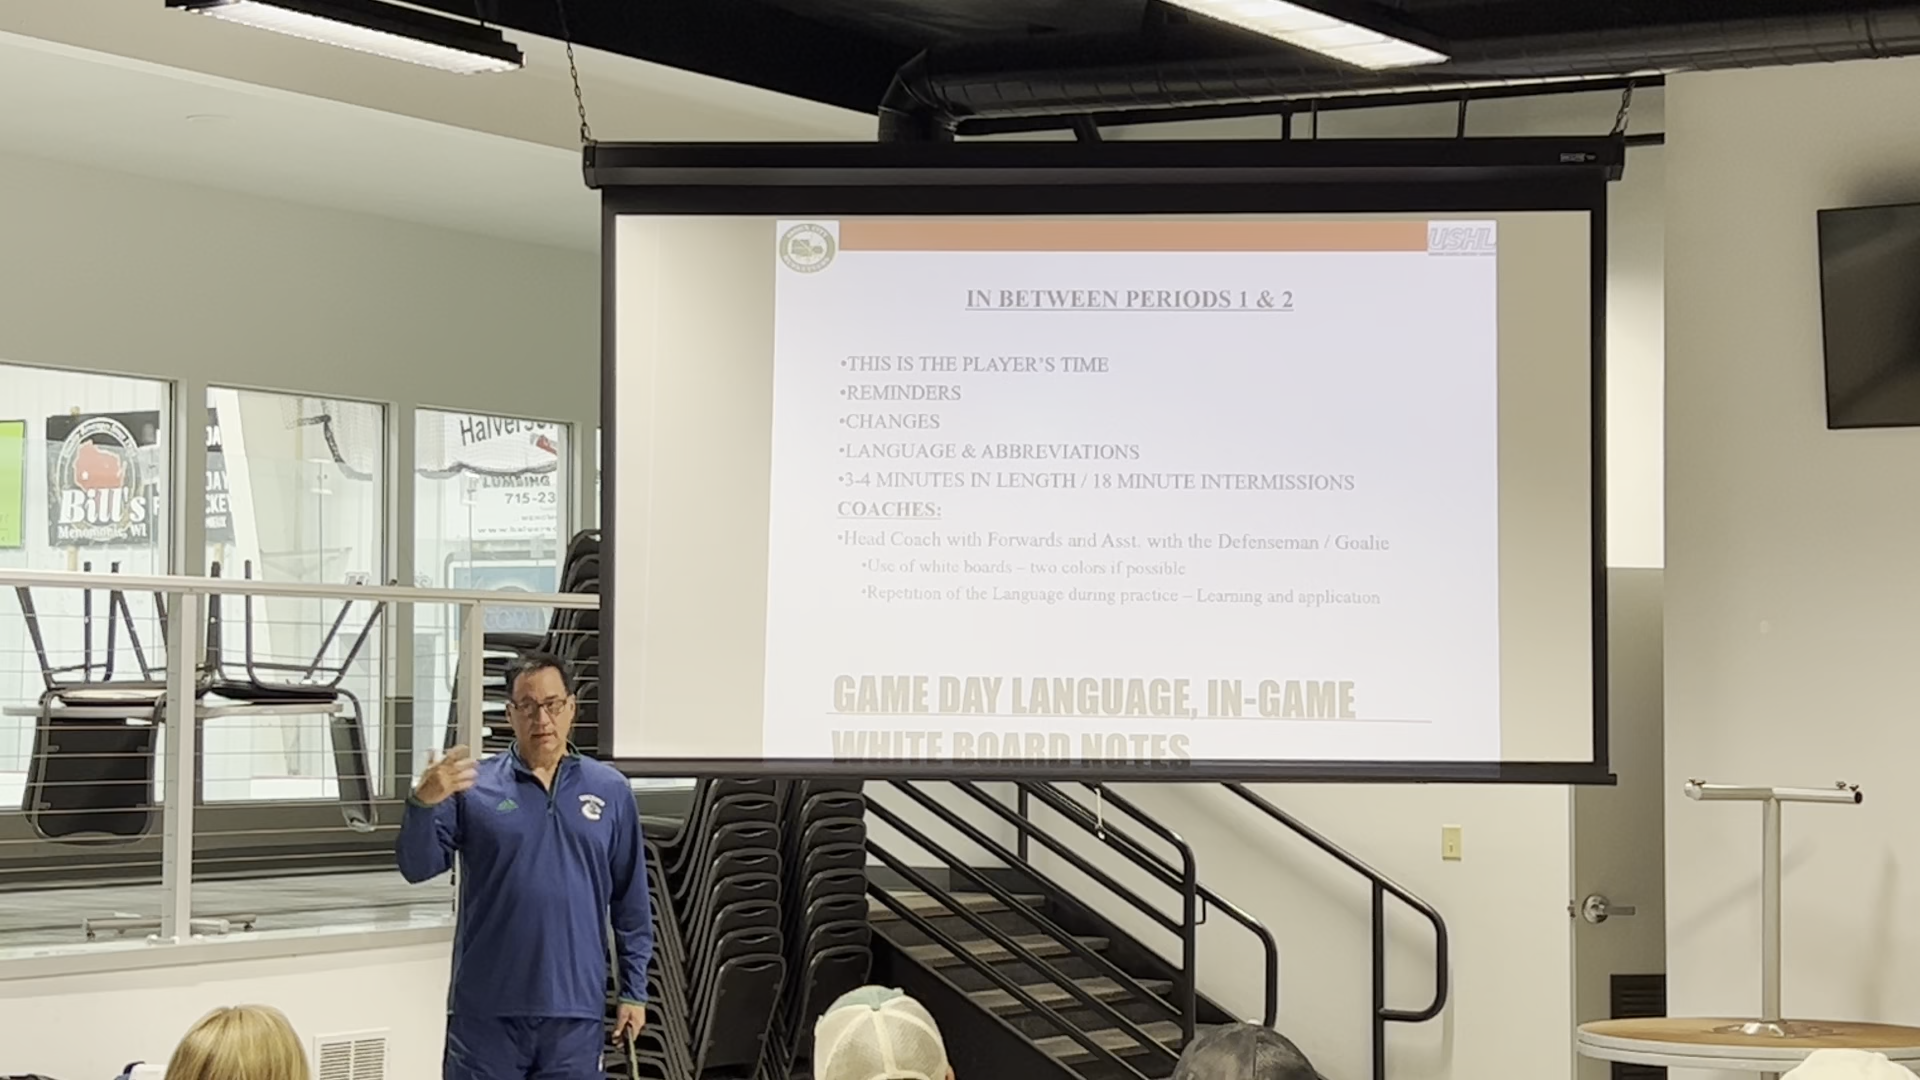 USHL
IN BETWEEN PERIODS 1 & 2
•THIS IS THE PLAYER'S TIME
•REMINDERS
•CHANGES
•LANGUAGE & ABBREVIATIONS
•3-4 MINUTES IN LENGTH / 18 MINUTE INTERMISSIONS
COACHES:
•Head Coach with Forwards and Asst. with the Defenseman / Goalie
•Use of white boards – two colors if possible
•Repetition of the Language during practice – Learning and application
GAME DAY LANGUAGE, IN-GAME
WHITE BOARD NOTES
Bill's
Menomonie, WI
Halverson
LUMBING
715-23